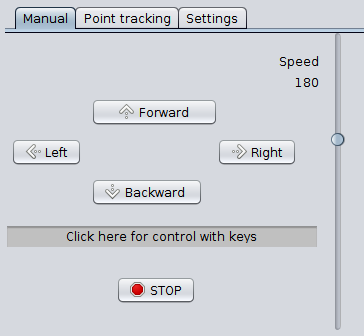 Manual Point tracking Settings
Speed
180
Forward
Left Right
Backward
Click here for control with keys
STOP